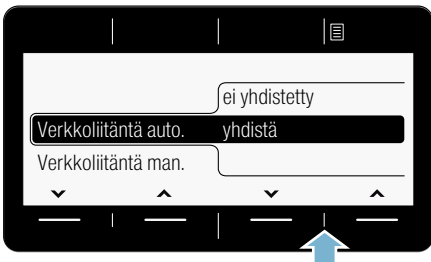 ei yhdistetty
Verkkoliitäntä auto. yhdistä
Verkkoliitäntä man.